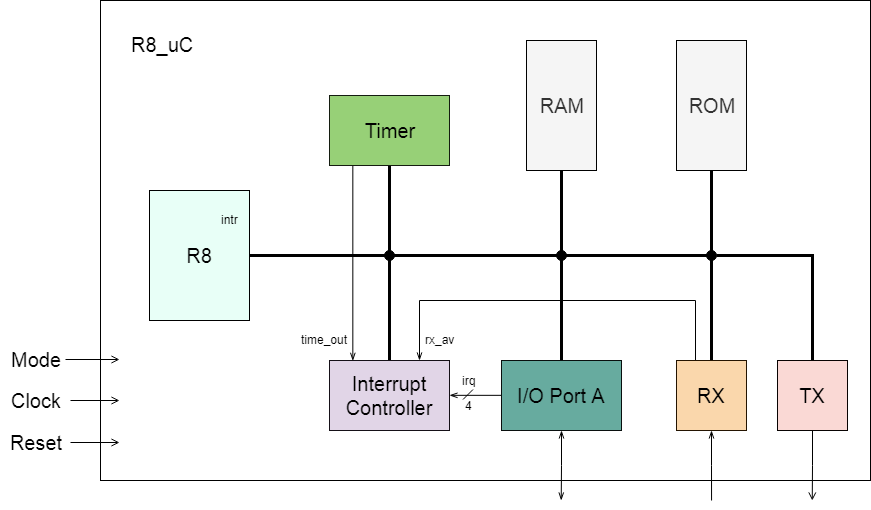 R8_uC
RAM
ROM
Timer
intr
R8
time_out
rx_av
Mode
Clock
Reset
Interrupt
Controller
irq
4
I/O Port A
RX
TX